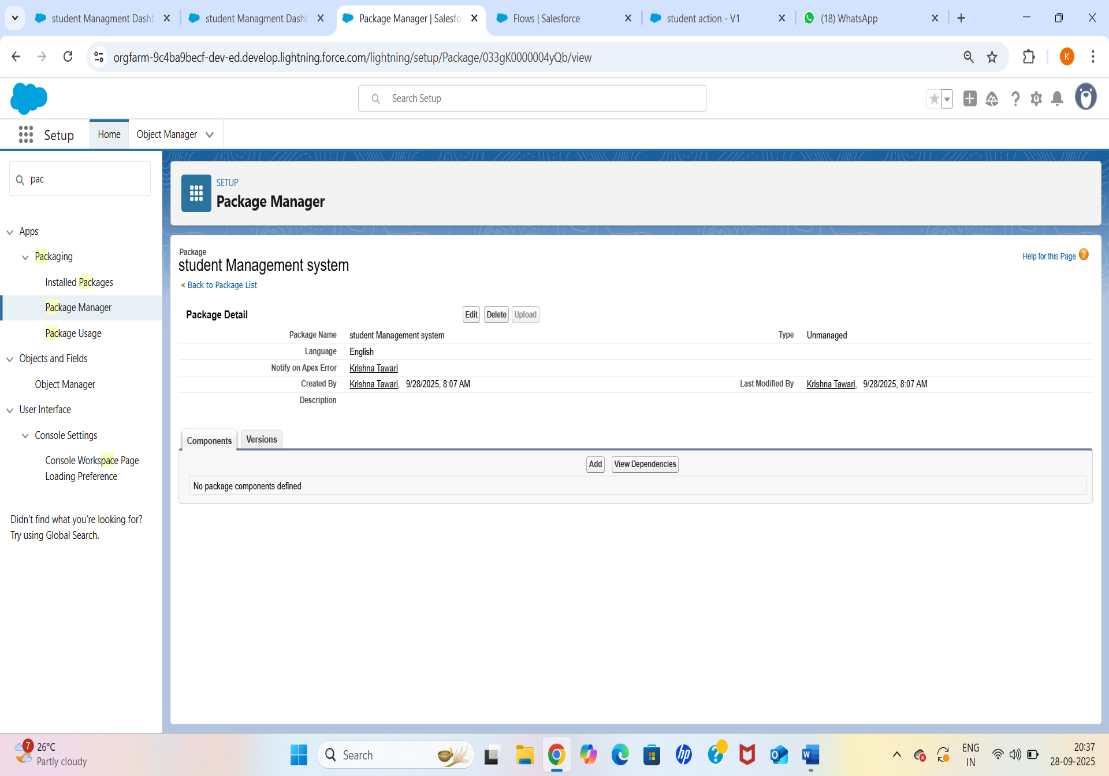 student Managment Dash
student Managment Dash
Package Manager | Salesfo
Flows | Salesforce
student action - V1
(18) WhatsApp
orgfarm-9c4ba9becf-dev-ed.develop.lightning.force.com/lightning/setup/Package/033gK0000004yQb/view
K
Search Setup
Setup
Home
Object Manager
pac
Apps
Packaging
Installed Packages
Package Manager
Package Usage
Objects and Fields
Object Manager
User Interface
Console Settings
Console Workspace Page
Loading Preference
Didn't find what you're looking for?
Try using Global Search.
SETUP
Package Manager
Package
student Management system
« Back to Package List
Help for this Page ?
Package Detail
Edit Delete Upload
Package Name student Management system Type Unmanaged
Language English
Notify on Apex Error Krishna Tawari
Created By Krishna Tawari, 9/28/2025, 8:07 AM Last Modified By Krishna Tawari, 9/28/2025, 8:07 AM
Description
Components Versions
Add View Dependencies
No package components defined
7
26°C
Partly cloudy
Search
hp
ENG
IN
20:37
28-09-2025